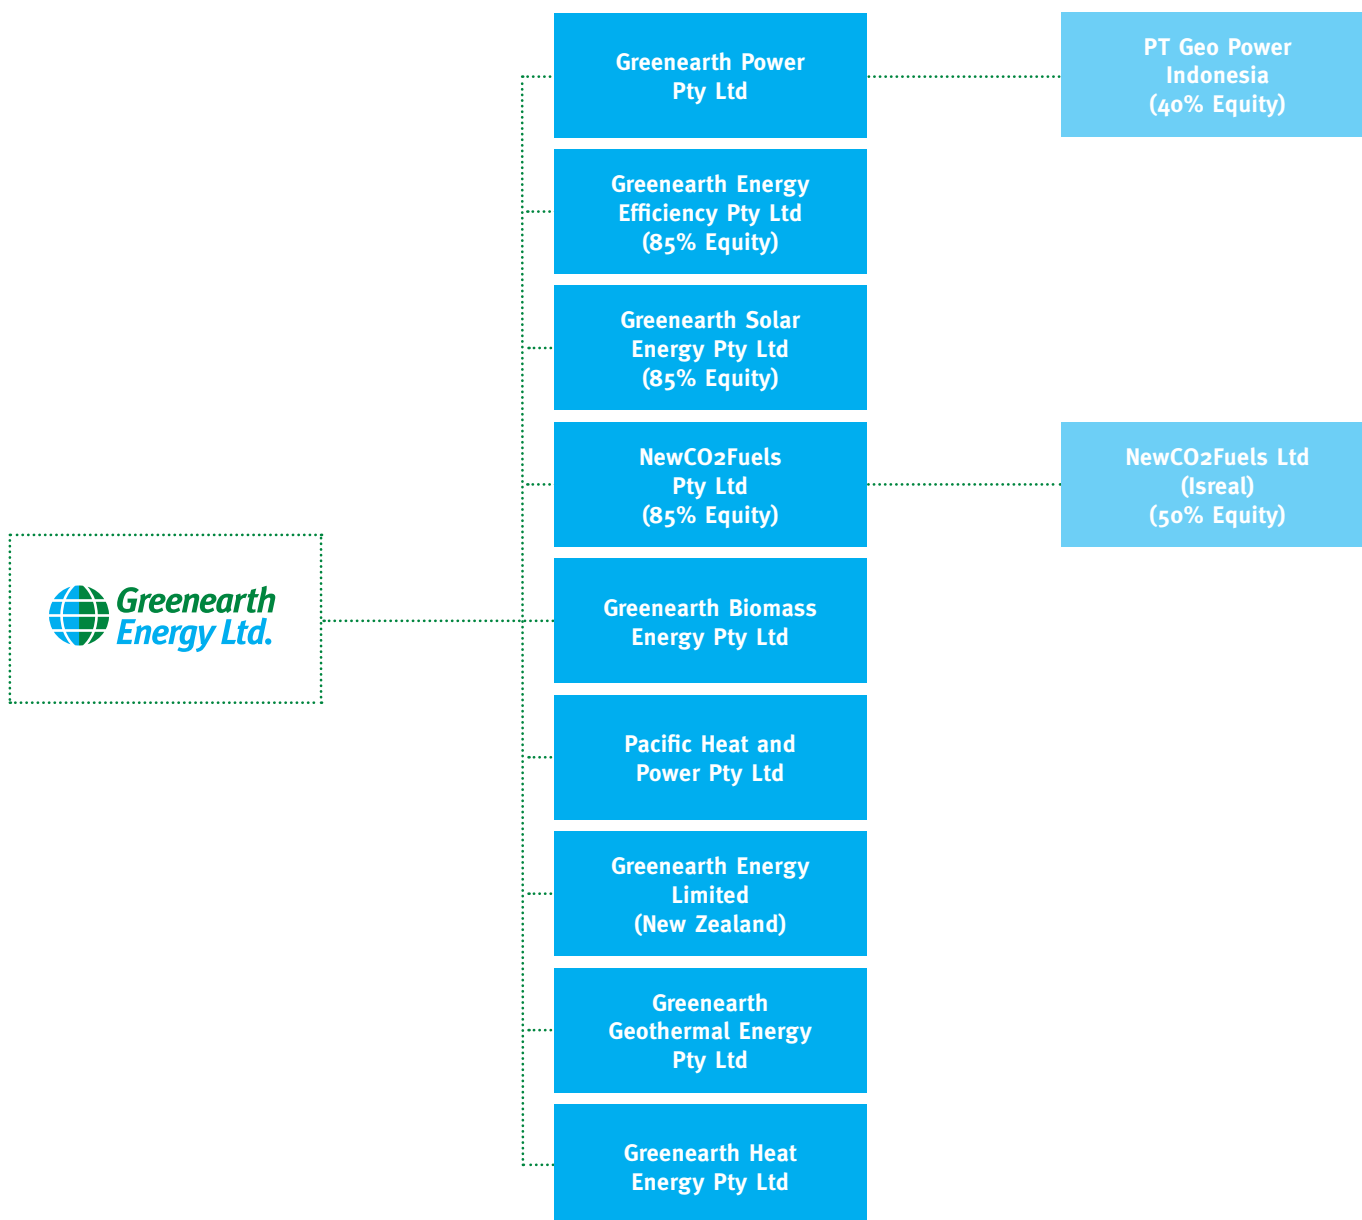 Greenearth Power
Pty Ltd
PT Geo Power
Indonesia
(40% Equity)
Greenearth Energy
Efficiency Pty Ltd
(85% Equity)
Greenearth Solar
Energy Pty Ltd
(85% Equity)
NewCO2Fuels
Pty Ltd
(85% Equity)
NewCO2Fuels Ltd
(Isreal)
(50% Equity)
Greenearth
Energy Ltd.
Greenearth Biomass
Energy Pty Ltd
Pacific Heat and
Power Pty Ltd
Greenearth Energy
Limited
(New Zealand)
Greenearth
Geothermal Energy
Pty Ltd
Greenearth Heat
Energy Pty Ltd